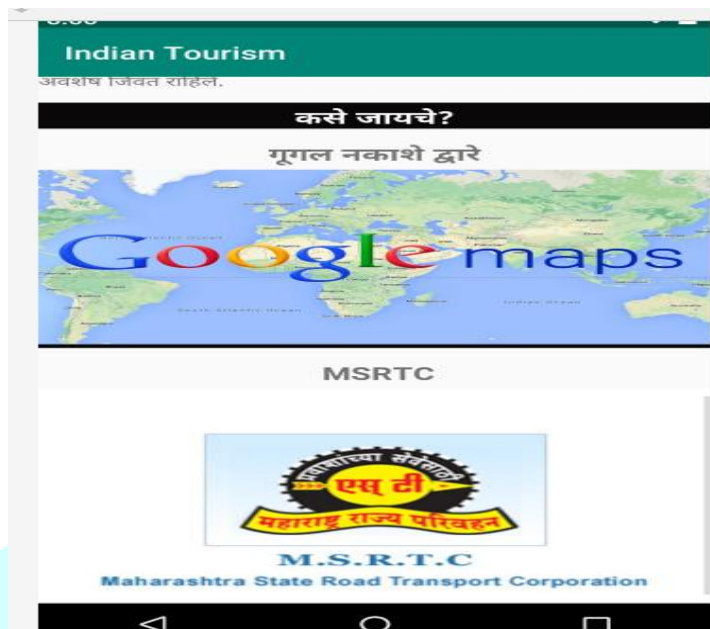 Indian Tourism
अवशेष जिवंत राहिले.
कसे जायचे?
गूगल नकाशे द्वारे
Google maps
MSRTC
प्रवाशाच्या सेवेसाठी
एस् टी
महाराष्ट्र राज्य परिवहन
M.S.R.T.C
Maharashtra State Road Transport Corporation